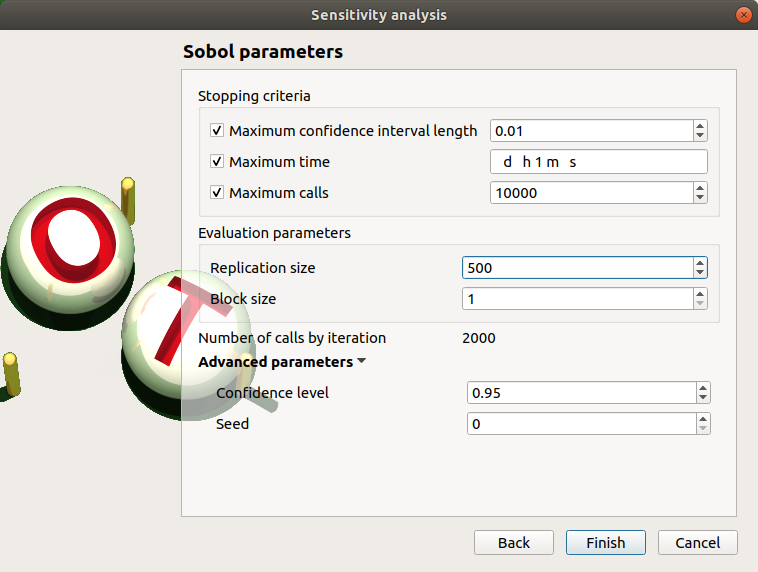 Sensitivity analysis
Sobol parameters
Stopping criteria
Maximum confidence interval length 0.01
Maximum time d h 1 m s
Maximum calls 10000
Evaluation parameters
Replication size 500
Block size 1
Number of calls by iteration 2000
Advanced parameters
Confidence level 0.95
Seed 0
O
T
Back Finish Cancel